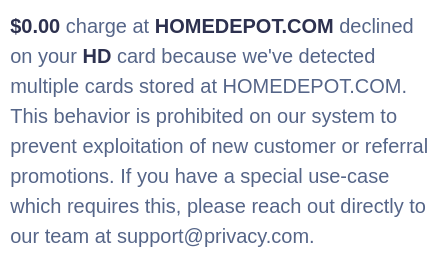 $0.00 charge at HOMEDEPOT.COM declined
on your HD card because we've detected
multiple cards stored at HOMEDEPOT.COM.
This behavior is prohibited on our system to
prevent exploitation of new customer or referral
promotions. If you have a special use-case
which requires this, please reach out directly to
our team at support@privacy.com.